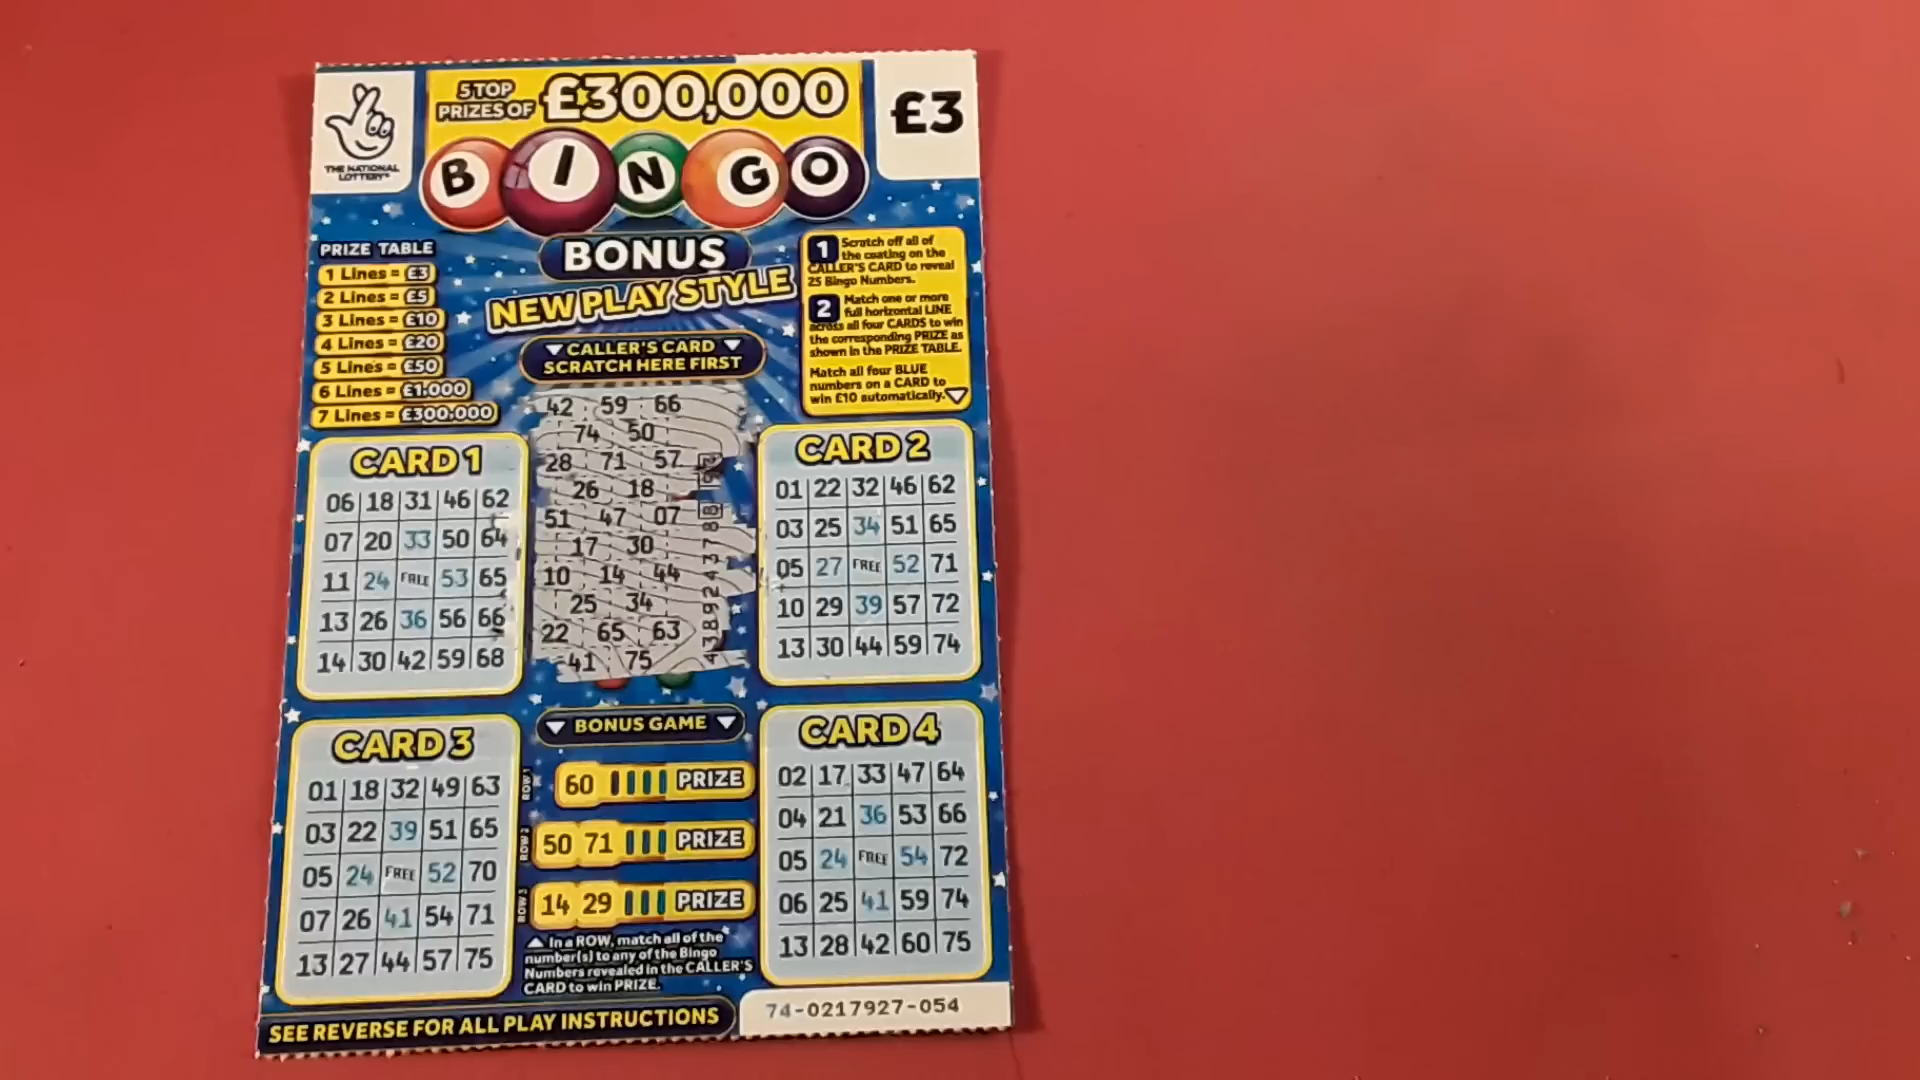 THE NATIONAL
LOTTERY®
5 TOP
PRIZES OF £300,000
£3
BINGO
BONUS
NEW PLAY STYLE
PRIZE TABLE
1 Lines = £3
2 Lines = £5
3 Lines = £10
4 Lines = £20
5 Lines = £50
6 Lines = £1,000
7 Lines = £300,000
1 Scratch off all of
the coating on the
CALLER'S CARD to reveal
25 Bingo Numbers.
2 Match one or more
full horizontal LINE
across all four CARDS to win
the corresponding PRIZE as
shown in the PRIZE TABLE.
Match all four BLUE
numbers on a CARD to
win £10 automatically.
CALLER'S CARD
SCRATCH HERE FIRST
42 59 66
74 50
28 71 57
26 18
51 47 07
17 30
10 14 44
25 34
22 65 63
41 75
CARD 1
06 18 31 46 62
07 20 33 50 64
11 24 FREE 53 65
13 26 36 56 66
14 30 42 59 68
CARD 2
01 22 32 46 62
03 25 34 51 65
05 27 FREE 52 71
10 29 39 57 72
13 30 44 59 74
CARD 3
01 18 32 49 63
03 22 39 51 65
05 24 FREE 52 70
07 26 41 54 71
13 27 44 57 75
BONUS GAME
ROW 1 60 PRIZE
ROW 2 50 71 PRIZE
ROW 3 14 29 PRIZE
In a ROW, match all of the
number(s) to any of the Bingo
Numbers revealed in the CALLER'S
CARD to win PRIZE.
CARD 4
02 17 33 47 64
04 21 36 53 66
05 24 FREE 54 72
06 25 41 59 74
13 28 42 60 75
SEE REVERSE FOR ALL PLAY INSTRUCTIONS
74-0217927-054